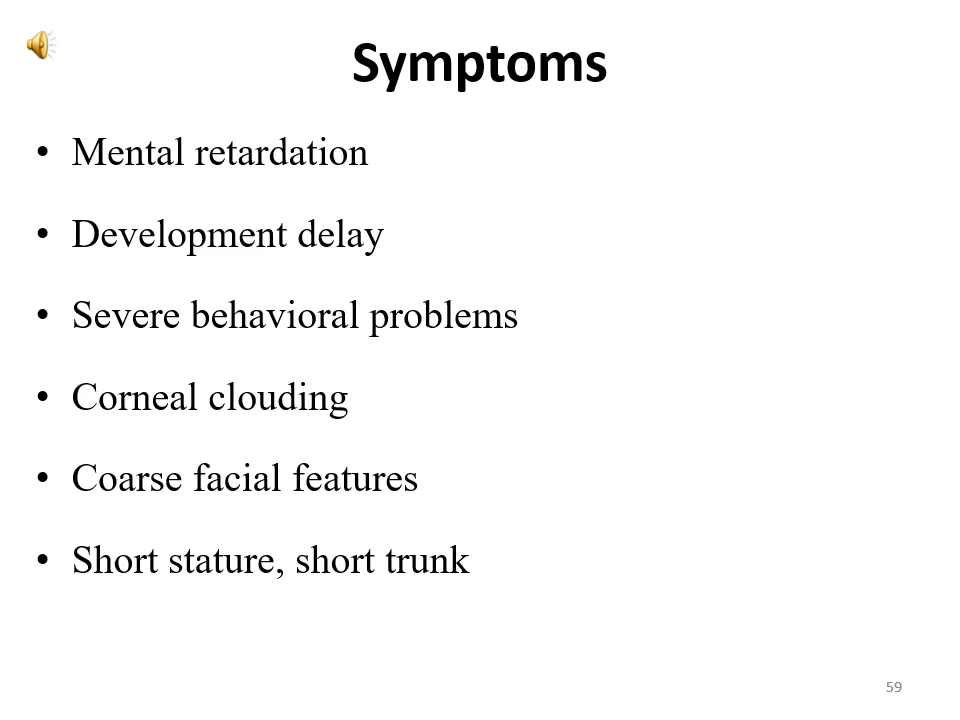 Symptoms
• Mental retardation
• Development delay
• Severe behavioral problems
• Corneal clouding
• Coarse facial features
• Short stature, short trunk
59